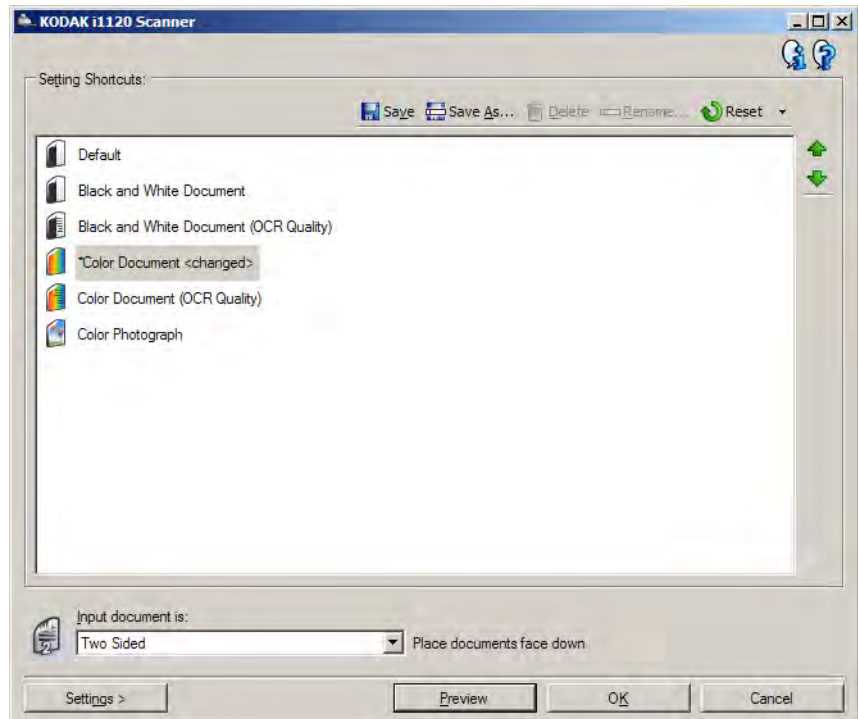 KODAK i1120 Scanner
Setting Shortcuts:
Save Save As... Delete Rename... Reset
Default
Black and White Document
Black and White Document (OCR Quality)
*Color Document <changed>
Color Document (OCR Quality)
Color Photograph
Input document is:
2 Two Sided Place documents face down
Settings > Preview OK Cancel